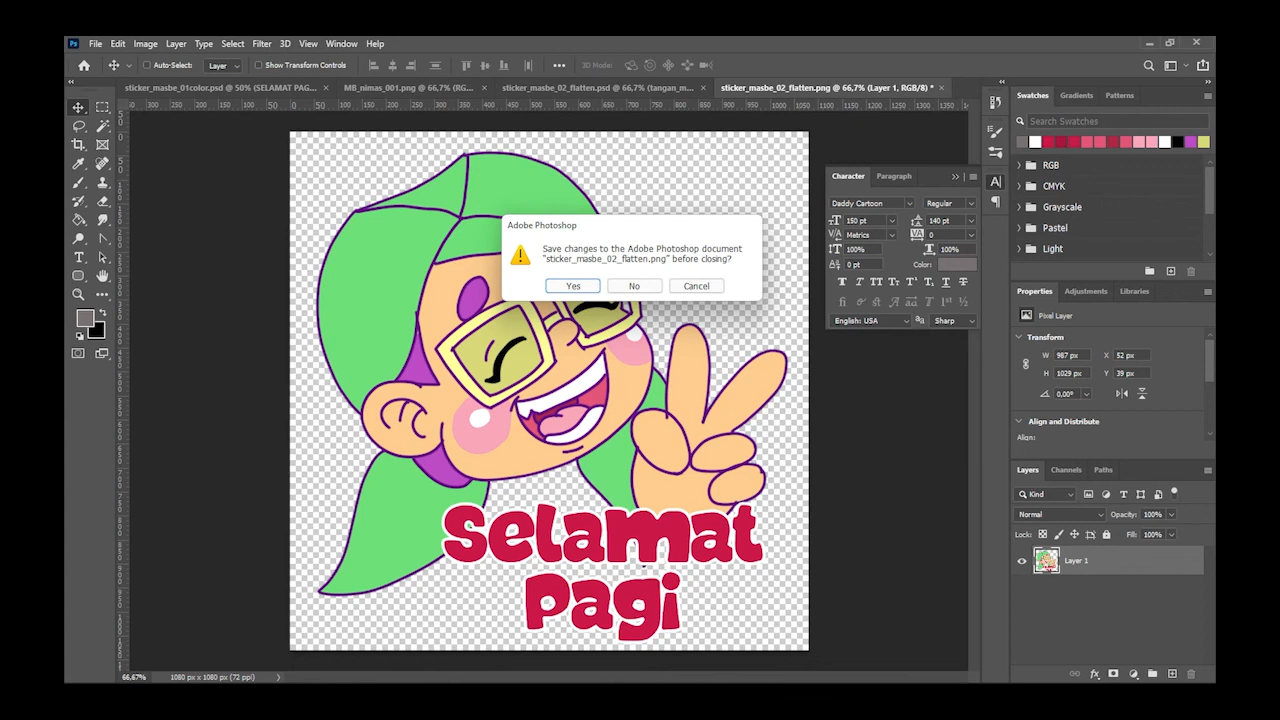 Ps File Edit Image Layer Type Select Filter 3D View Window Help
Auto-Select: Layer Show Transform Controls 3D Mode:
sticker_masbe_01color.psd @ 50% (SELAMAT PAG... × MB_nimas_001.png @ 66,7% (RG... × sticker_masbe_02_flatten.psd @ 66,7% (tangan_m... × sticker_masbe_02_flatten.png @ 66,7% (Layer 1, RGB/8) * ×
Swatches Gradients Patterns
Search Swatches
RGB
CMYK
Grayscale
Pastel
Light
Character Paragraph
Daddy Cartoon Regular
150 pt 140 pt
Metrics 0
100% 100%
0 pt Color:
English: USA Sharp
Adobe Photoshop
Save changes to the Adobe Photoshop document
"sticker_masbe_02_flatten.png" before closing?
Yes No Cancel
Selamat
Pagi
Properties Adjustments Libraries
Pixel Layer
Transform
W 987 px X 52 px
H 1029 px Y 39 px
0,00°
Align and Distribute
Align:
Layers Channels Paths
Kind
Normal Opacity: 100%
Lock: Fill: 100%
Layer 1
66,67% 1080 px x 1080 px (72 ppi)